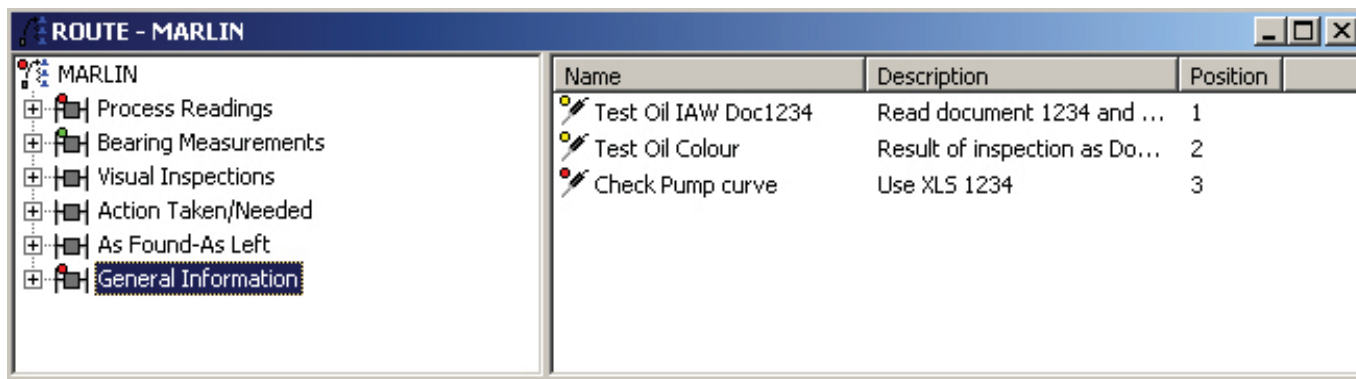 ROUTE - MARLIN
MARLIN
Process Readings
Bearing Measurements
Visual Inspections
Action Taken/Needed
As Found-As Left
General Information
Name Description Position
Test Oil IAW Doc1234 Read document 1234 and ... 1
Test Oil Colour Result of inspection as Do... 2
Check Pump curve Use XLS 1234 3